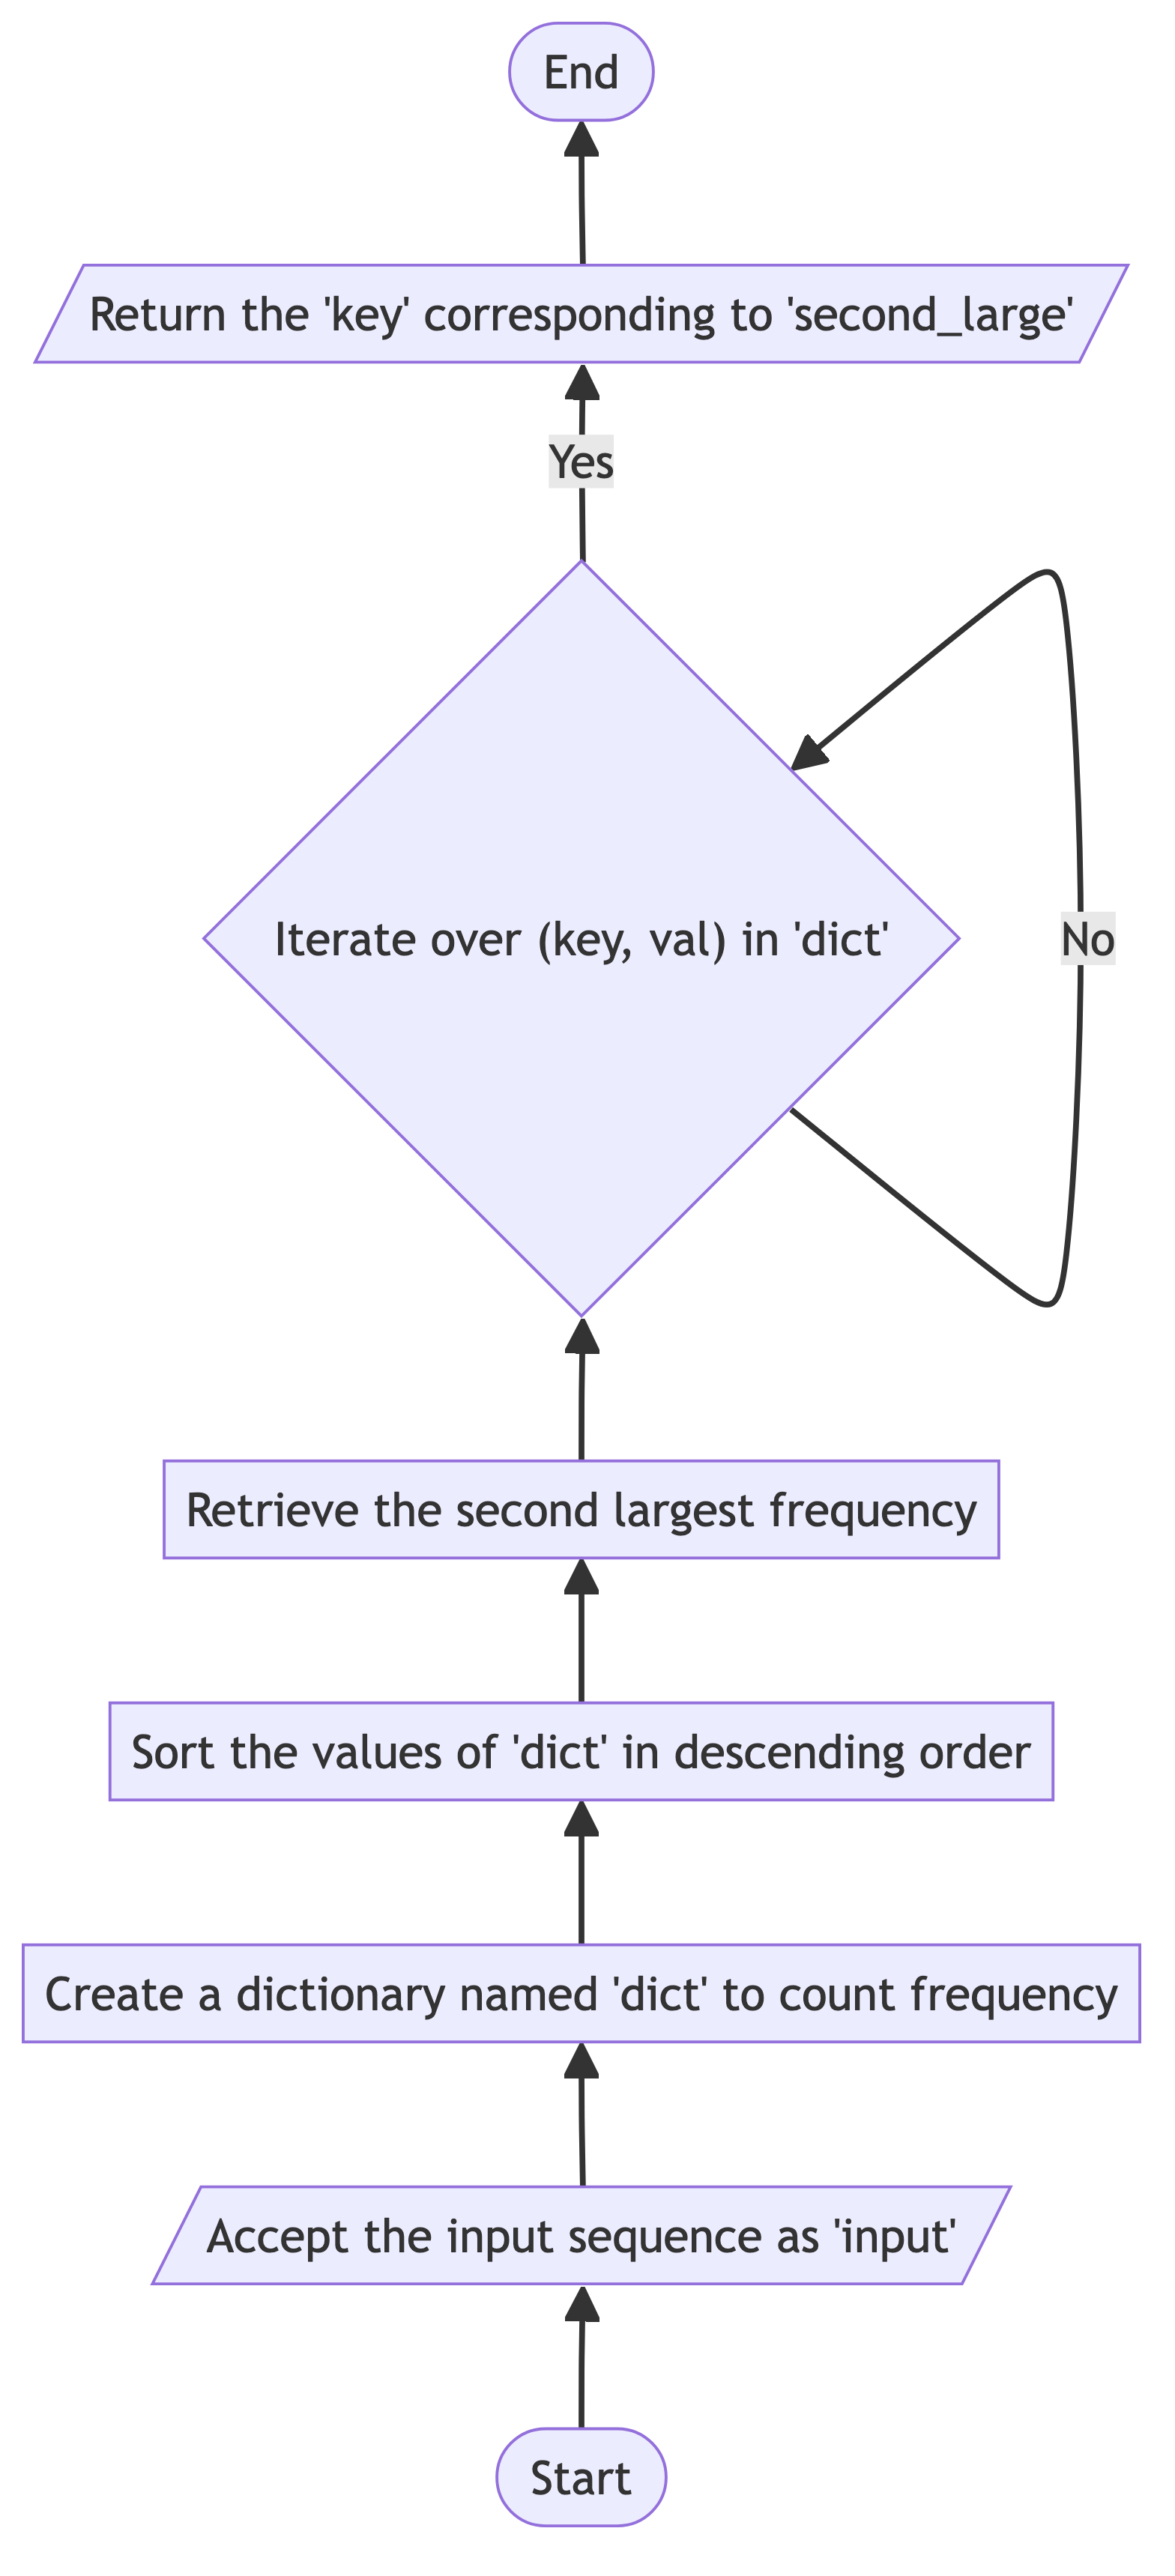 End
Return the 'key' corresponding to 'second_large'
Yes
Iterate over (key, val) in 'dict'
No
Retrieve the second largest frequency
Sort the values of 'dict' in descending order
Create a dictionary named 'dict' to count frequency
Accept the input sequence as 'input'
Start